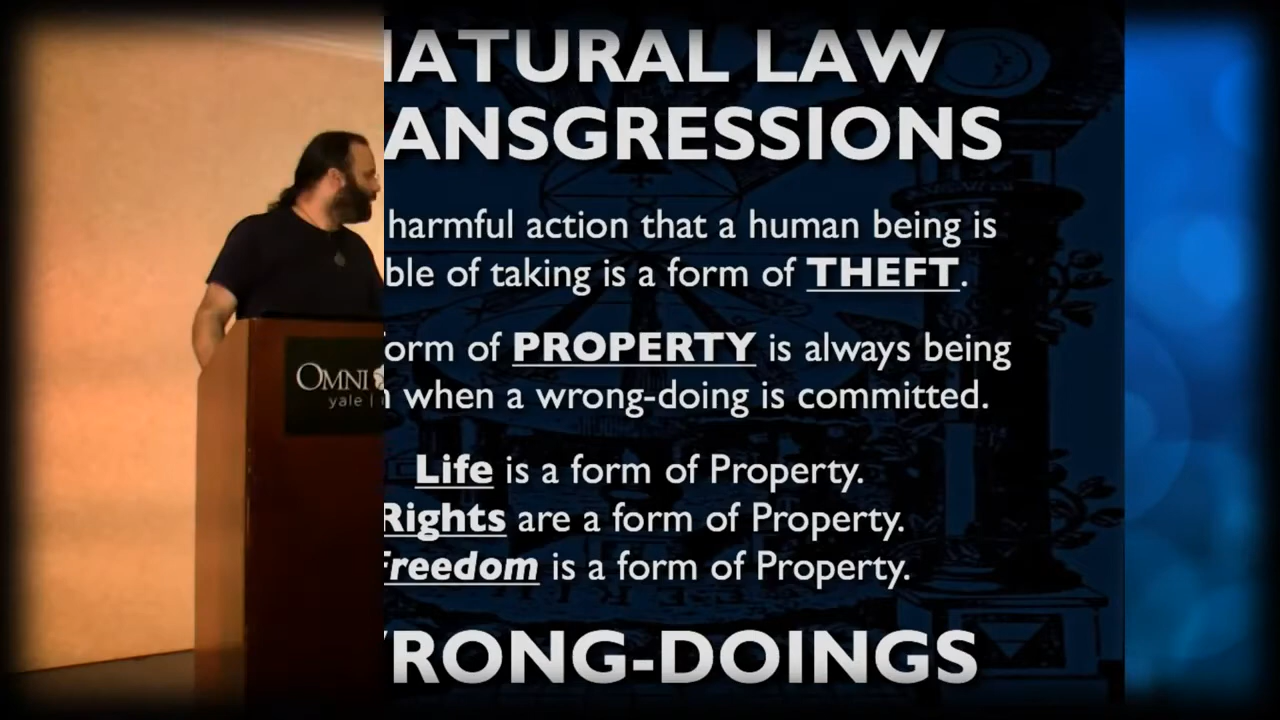 NATURAL LAW
ANSGRESSIONS
harmful action that a human being is
ble of taking is a form of THEFT.
orm of PROPERTY is always being
when a wrong-doing is committed.
Life is a form of Property.
Rights are a form of Property.
Freedom is a form of Property.
WRONG-DOINGS
OMNI
yale |